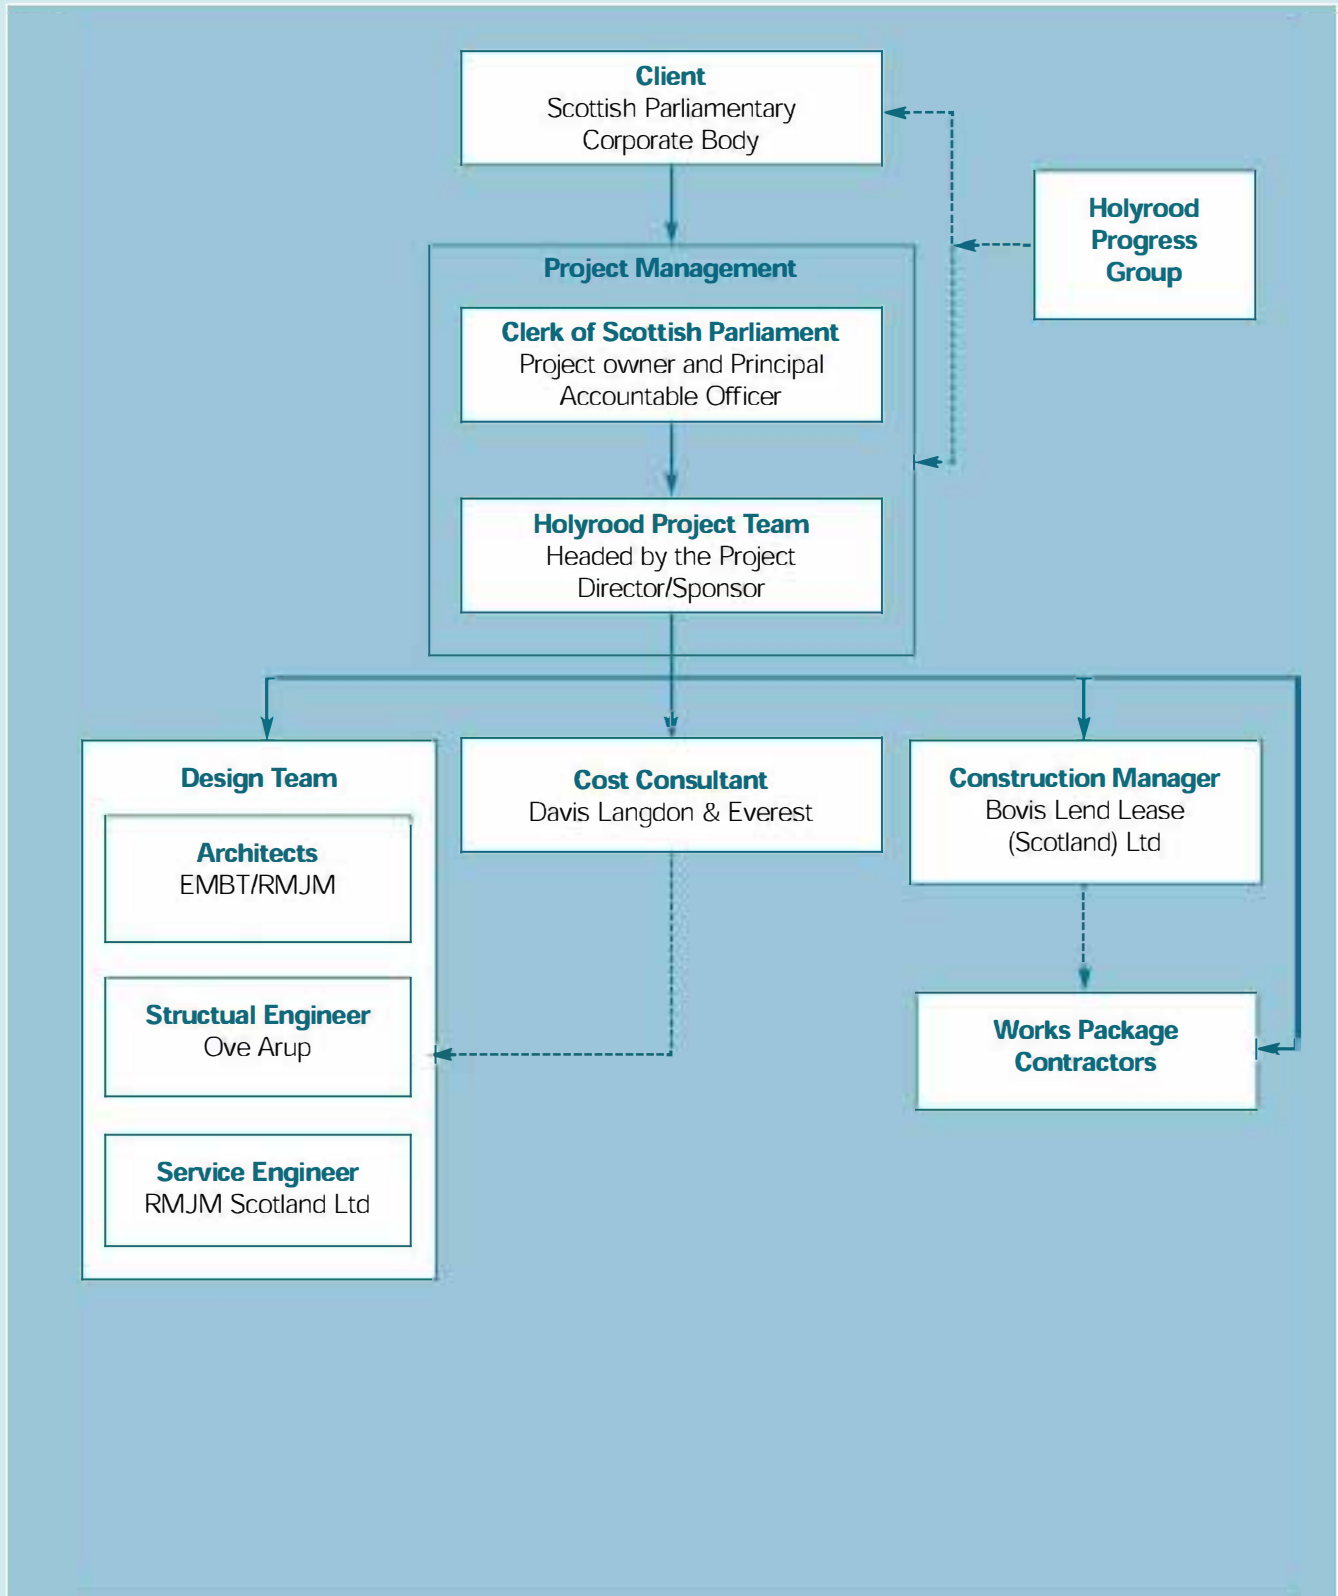 Client
Scottish Parliamentary
Corporate Body
Holyrood
Progress
Group
Project Management
Clerk of Scottish Parliament
Project owner and Principal
Accountable Officer
Holyrood Project Team
Headed by the Project
Director/Sponsor
Design Team
Architects
EMBT/RMJM
Structual Engineer
Ove Arup
Service Engineer
RMJM Scotland Ltd
Cost Consultant
Davis Langdon & Everest
Construction Manager
Bovis Lend Lease
(Scotland) Ltd
Works Package
Contractors